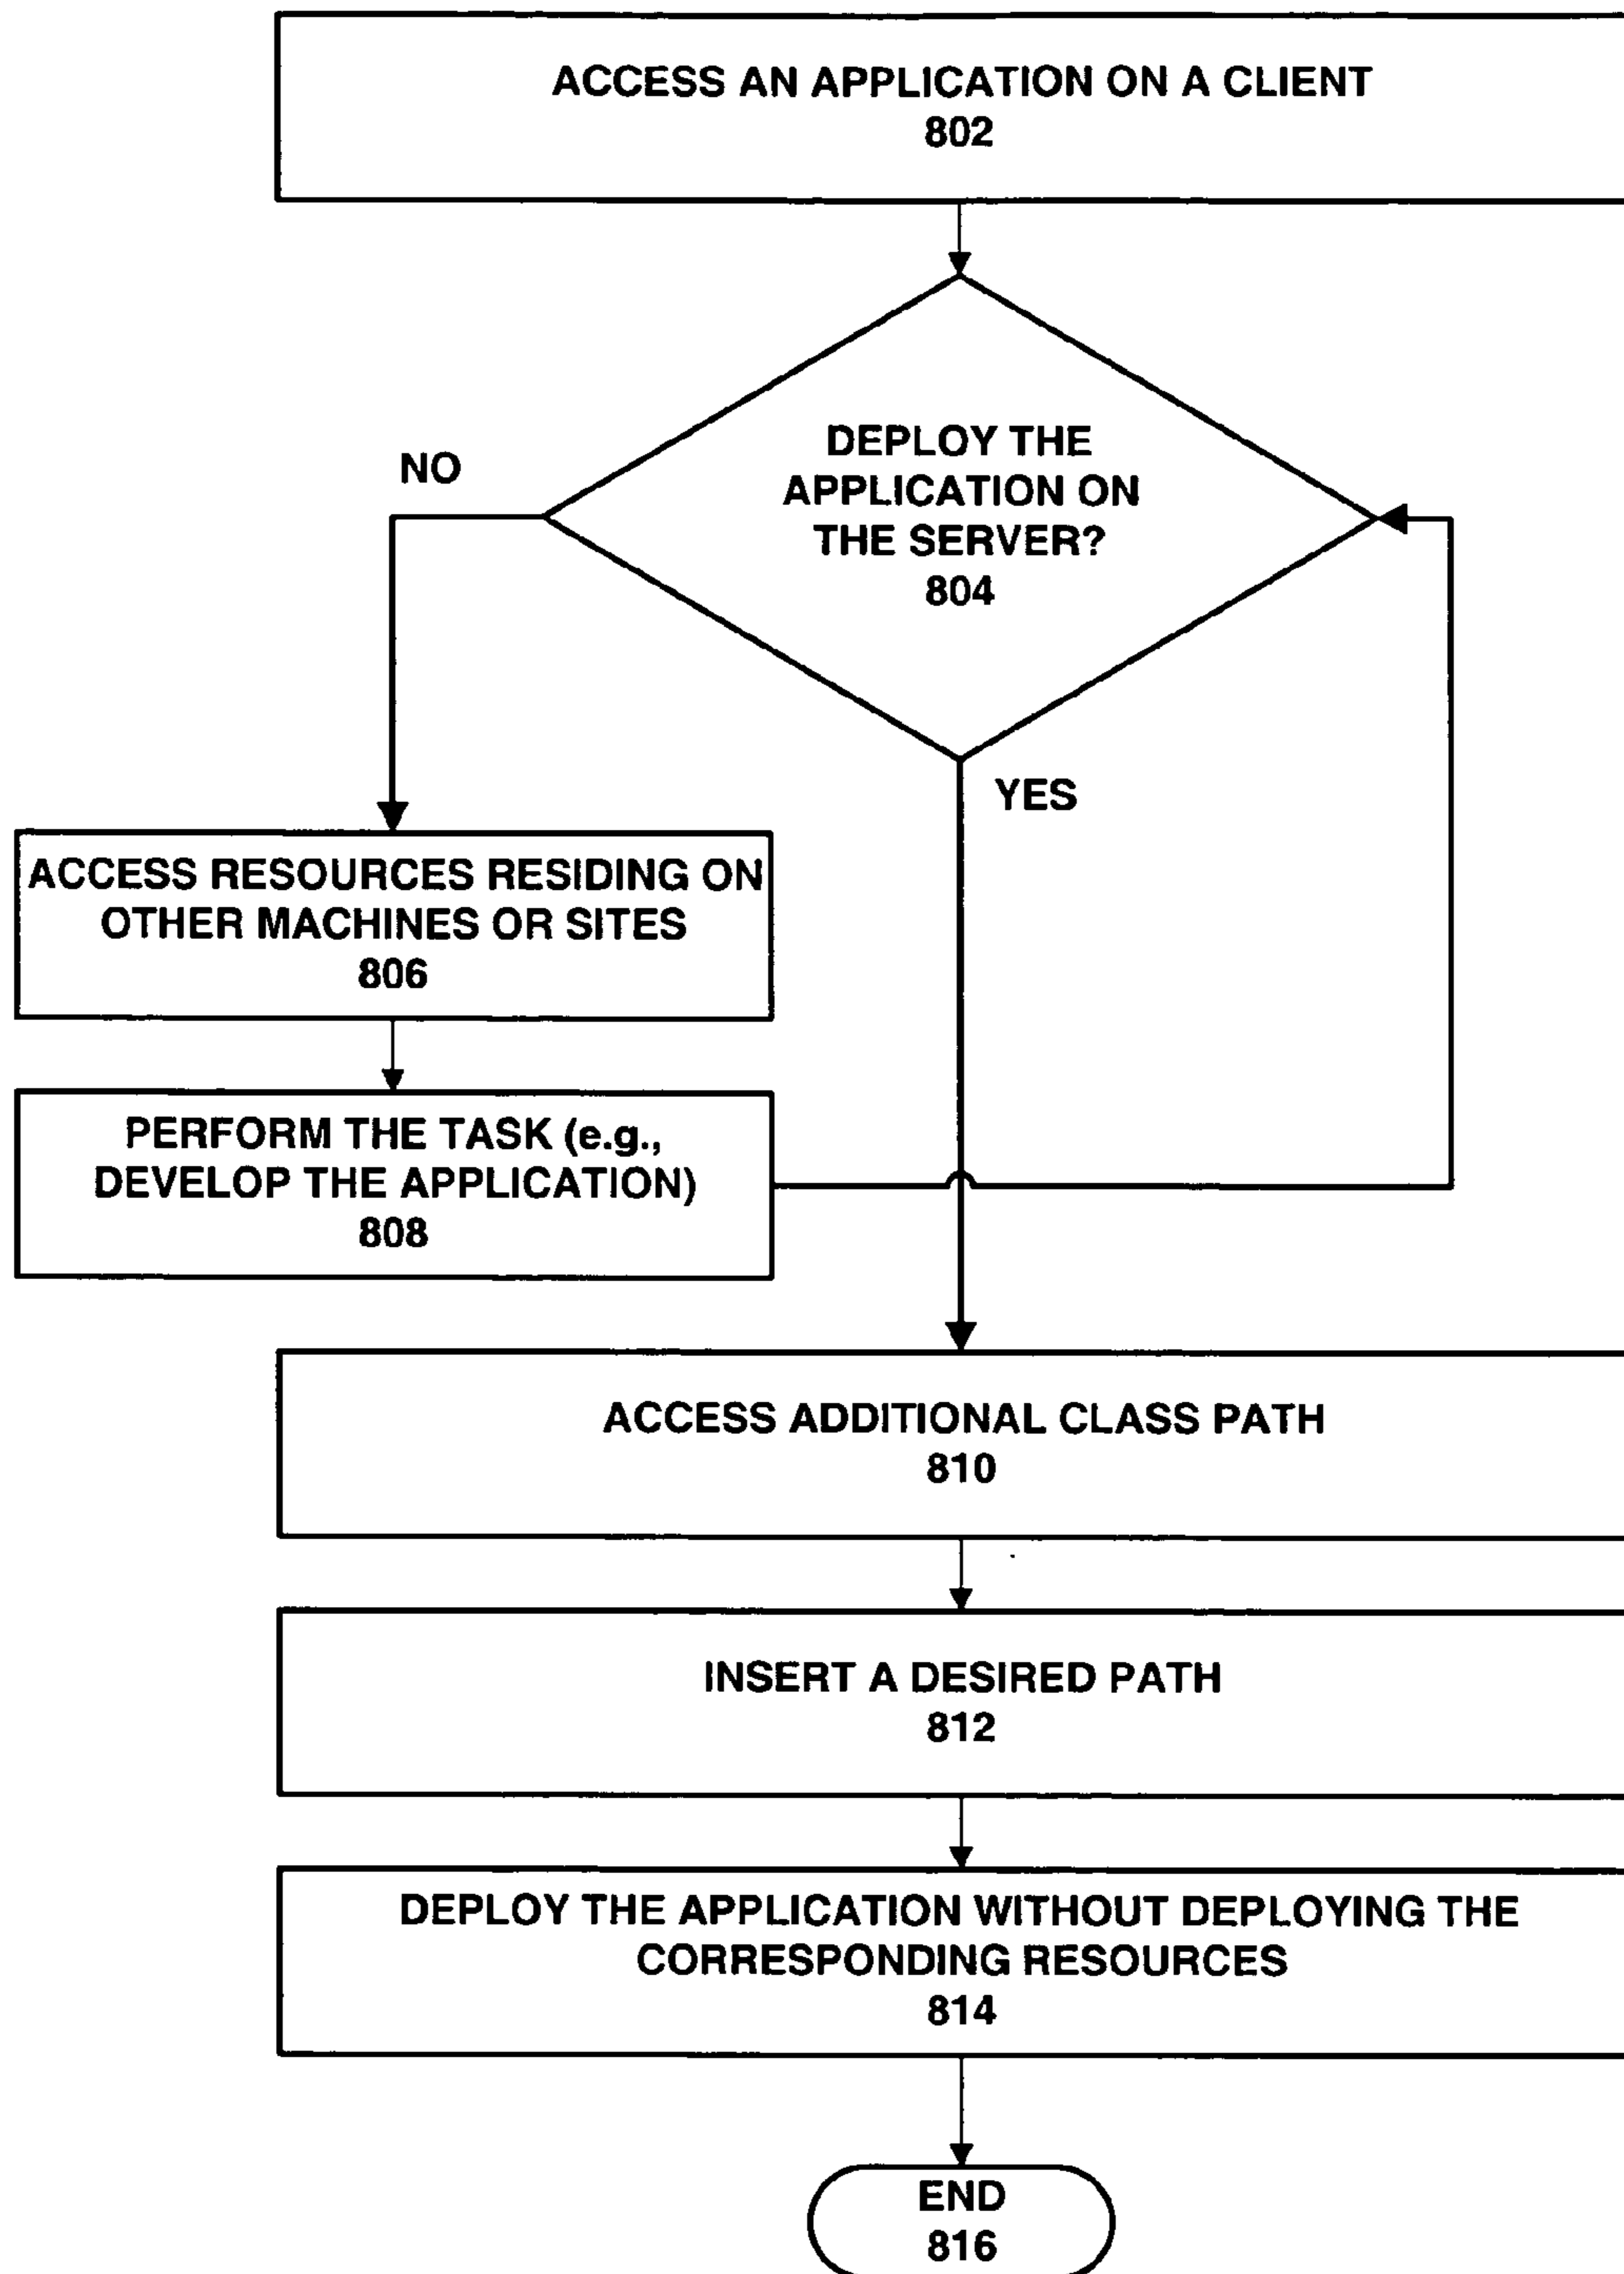 ACCESS AN APPLICATION ON A CLIENT
802
DEPLOY THE
APPLICATION ON
THE SERVER?
804
NO
YES
ACCESS RESOURCES RESIDING ON
OTHER MACHINES OR SITES
806
PERFORM THE TASK (e.g.,
DEVELOP THE APPLICATION)
808
ACCESS ADDITIONAL CLASS PATH
810
INSERT A DESIRED PATH
812
DEPLOY THE APPLICATION WITHOUT DEPLOYING THE
CORRESPONDING RESOURCES
814
END
816